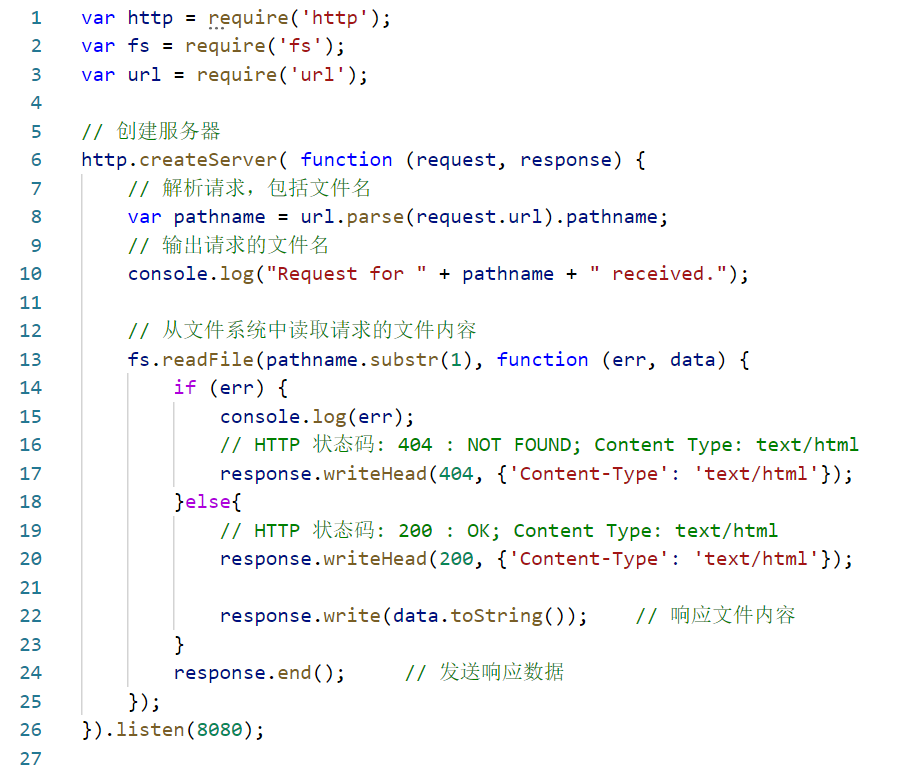 1 var http = require('http');
2 var fs = require('fs');
3 var url = require('url');
4
5 // 创建服务器
6 http.createServer( function (request, response) {
7     // 解析请求，包括文件名
8     var pathname = url.parse(request.url).pathname;
9     // 输出请求的文件名
10     console.log("Request for " + pathname + " received.");
11
12     // 从文件系统中读取请求的文件内容
13     fs.readFile(pathname.substr(1), function (err, data) {
14         if (err) {
15             console.log(err);
16             // HTTP 状态码: 404 : NOT FOUND; Content Type: text/html
17             response.writeHead(404, {'Content-Type': 'text/html'});
18         }else{
19             // HTTP 状态码: 200 : OK; Content Type: text/html
20             response.writeHead(200, {'Content-Type': 'text/html'});
21
22             response.write(data.toString());    // 响应文件内容
23         }
24         response.end();     // 发送响应数据
25     });
26 }).listen(8080);
27